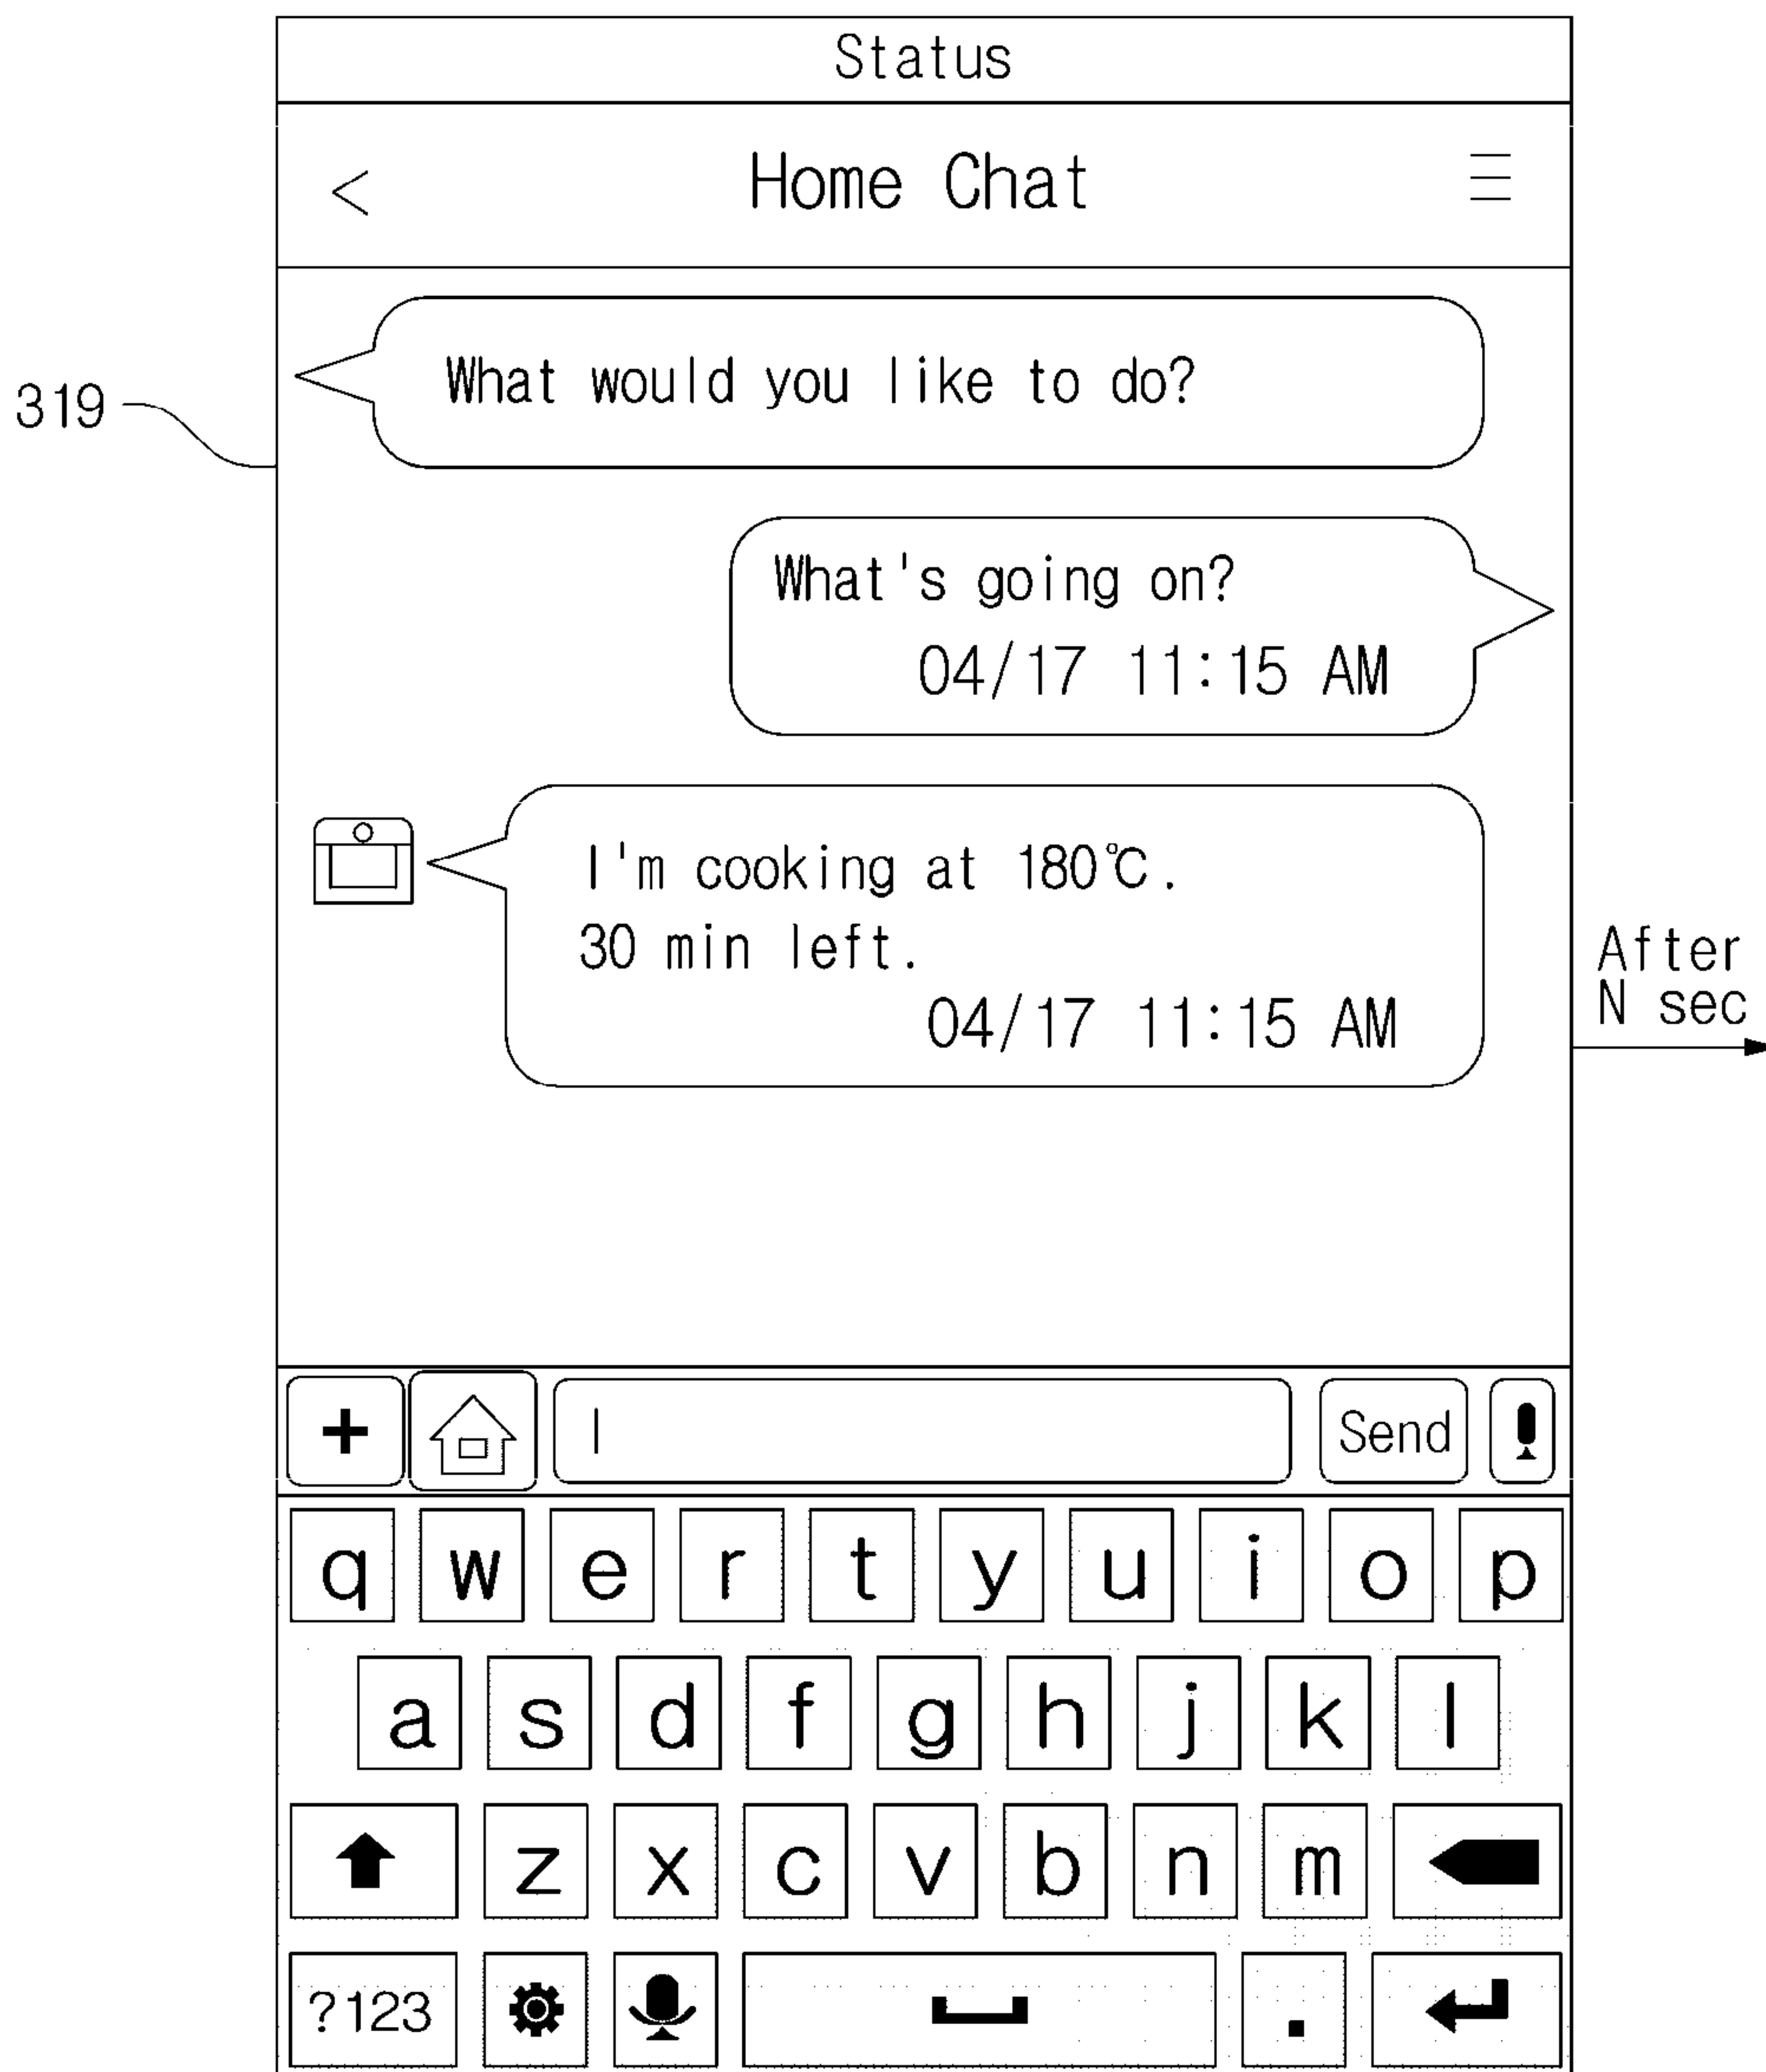 Status
< Home Chat
What would you like to do?
319
What's going on?
04/17 11:15 AM
I'm cooking at 180℃.
30 min left.
04/17 11:15 AM
After
N sec
+ Send
q w e r t y u i o p
a s d f g h j k l
z x c v b n m
?123 .